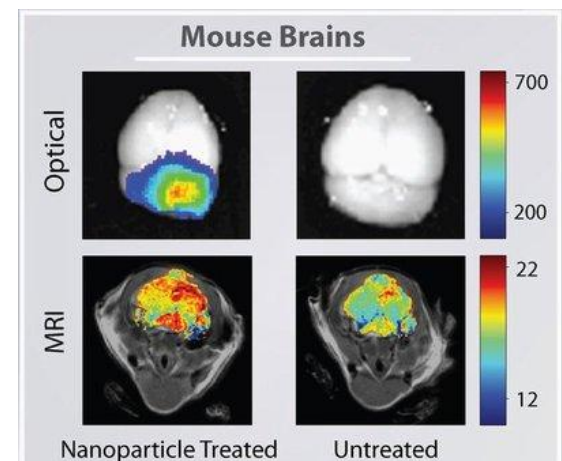 Mouse Brains
Optical
700
200
MRI
22
12
Nanoparticle Treated
Untreated